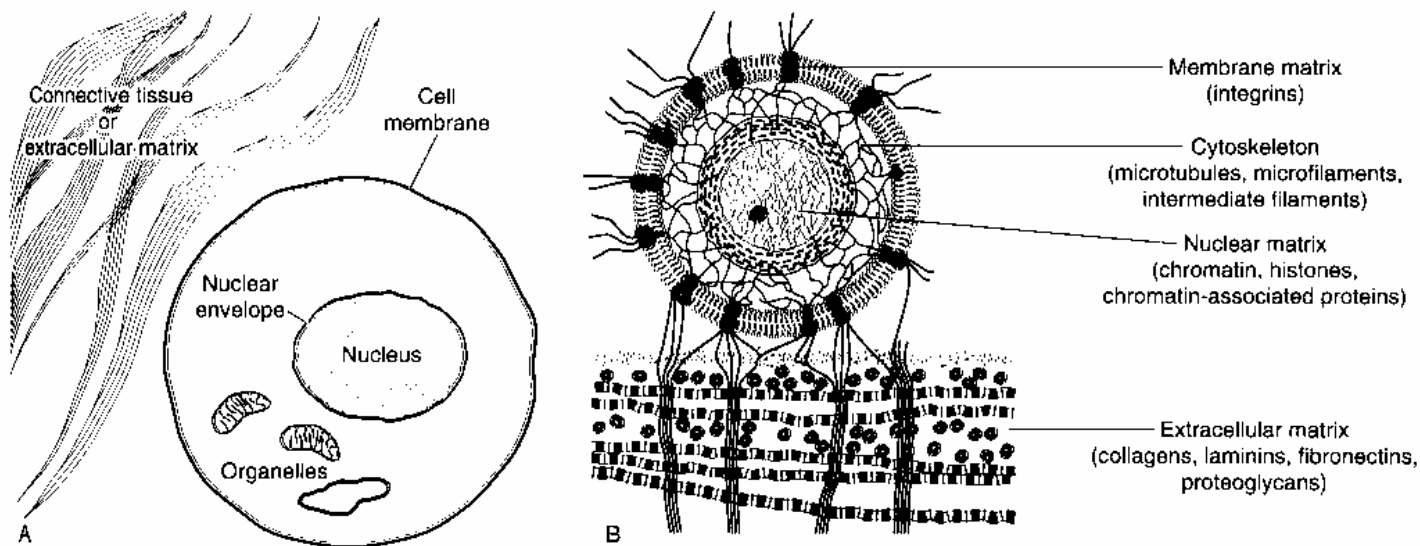 Connective tissue
or
extracellular matrix
Cell
membrane
Nuclear
envelope
Nucleus
Organelles
A
Membrane matrix
(integrins)
Cytoskeleton
(microtubules, microfilaments,
intermediate filaments)
Nuclear matrix
(chromatin, histones,
chromatin-associated proteins)
Extracellular matrix
(collagens, laminins, fibronectins,
proteoglycans)
B